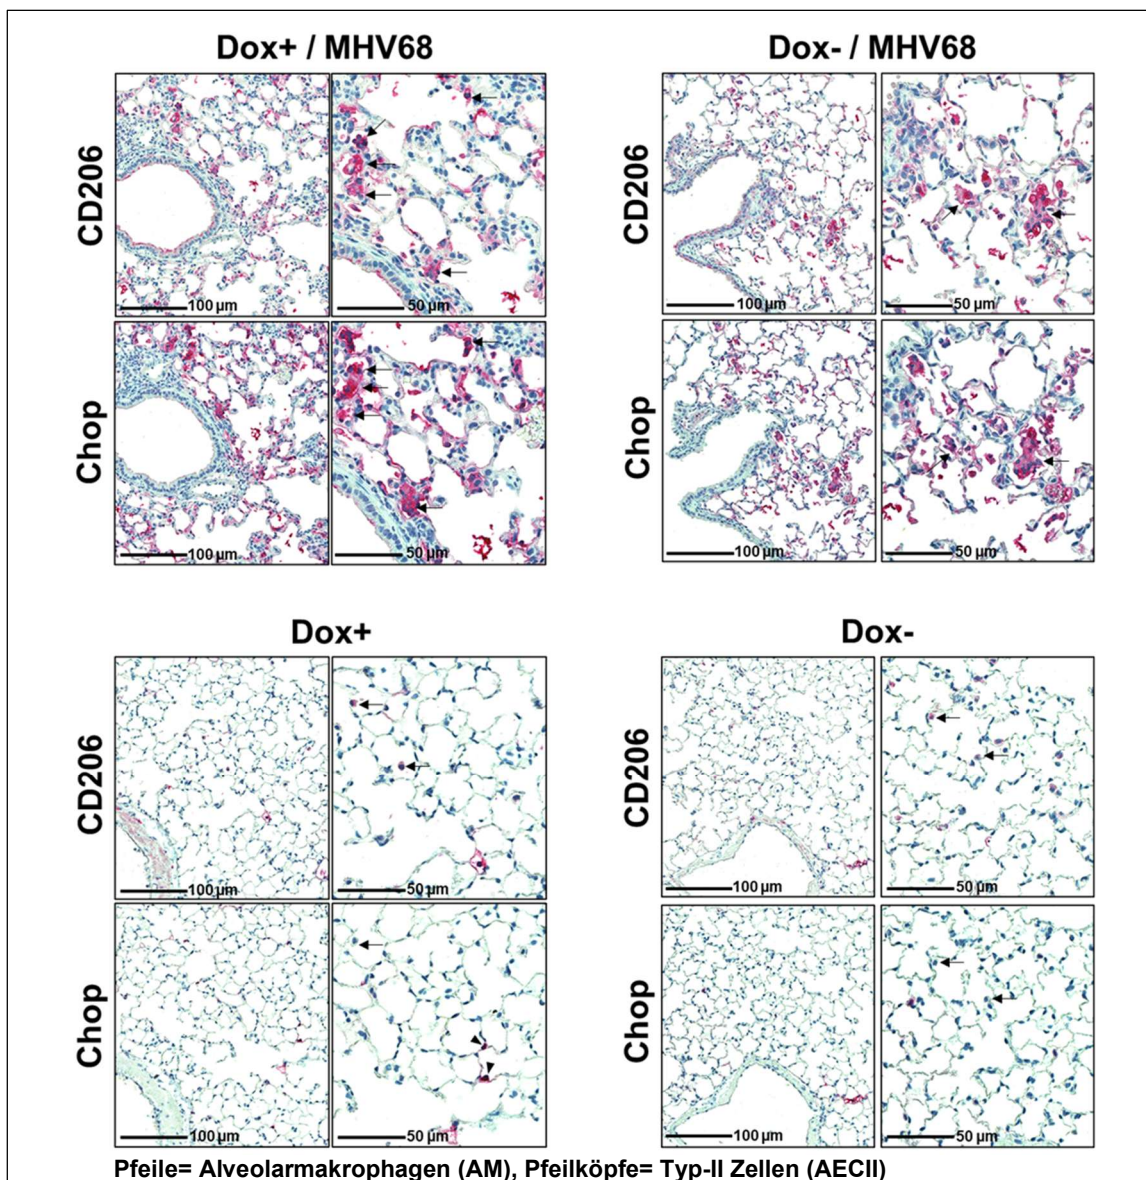 Dox+ / MHV68
Dox- / MHV68
CD206
CD206
100 µm
50 µm
100 µm
50 µm
Chop
Chop
100 µm
50 µm
100 µm
50 µm
Dox+
Dox-
CD206
CD206
100 µm
50 µm
100 µm
50 µm
Chop
Chop
100 µm
50 µm
100 µm
50 µm
Pfeile= Alveolarmakrophagen (AM), Pfeilköpfe= Typ-II Zellen (AECII)